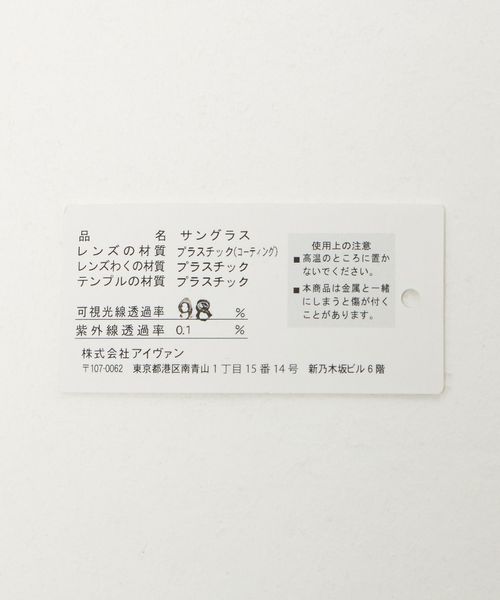 品 名 サングラス
レンズの材質 プラスチック(コーティング)
レンズわくの材質 プラスチック
テンプルの材質 プラスチック
可視光線透過率 98 %
紫外線透過率 0.1 %
株式会社アイヴァン
〒107-0062 東京都港区南青山1丁目15番14号 新乃木坂ビル6階
使用上の注意
■高温のところに置か
ないでください。
■本商品は金属と一緒
にしまうと傷が付く
ことがあります。